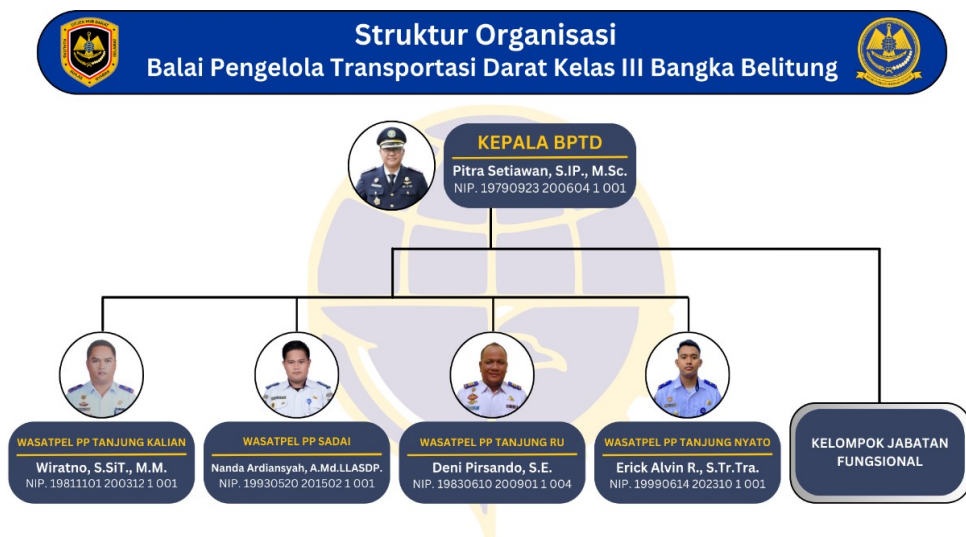 Struktur Organisasi
Balai Pengelola Transportasi Darat Kelas III Bangka Belitung
KEPALA BPTD
Pitra Setiawan, S.IP., M.Sc.
NIP. 19790923 200604 1 001
WASATPEL PP TANJUNG KALIAN
Wiratno, S.SiT., M.M.
NIP. 19811101 200312 1 001
WASATPEL PP SADAI
Nanda Ardiansyah, A.Md.LLASDP.
NIP. 19930520 201502 1 001
WASATPEL PP TANJUNG RU
Deni Pirsando, S.E.
NIP. 19830610 200901 1 004
WASATPEL PP TANJUNG NYATO
Erick Alvin R., S.Tr.Tra.
NIP. 19990614 202310 1 001
KELOMPOK JABATAN
FUNGSIONAL